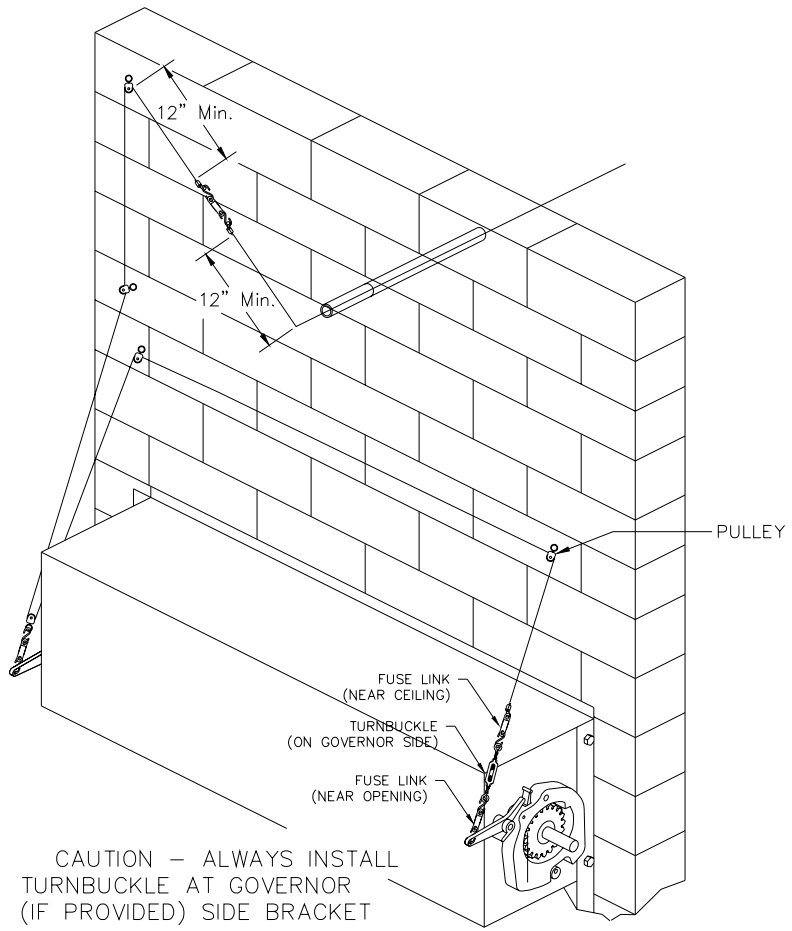 12" Min.
12" Min.
PULLEY
FUSE LINK
(NEAR CEILING)
TURNBUCKLE
(ON GOVERNOR SIDE)
FUSE LINK
(NEAR OPENING)
CAUTION – ALWAYS INSTALL
TURNBUCKLE AT GOVERNOR
(IF PROVIDED) SIDE BRACKET